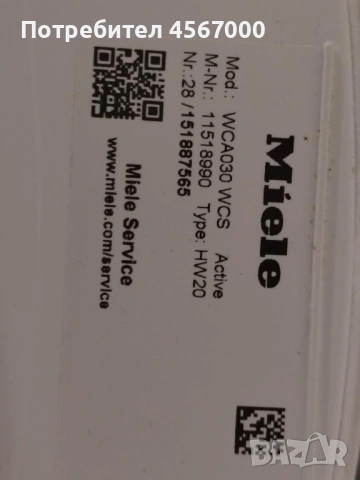 Потребител 4567000
Miele
Mod.: WCA030 WCS Active
M-Nr.: 11518990 Type: HW20
Nr.:28 /151887565
Miele Service
www.miele.com/service
BAZAR